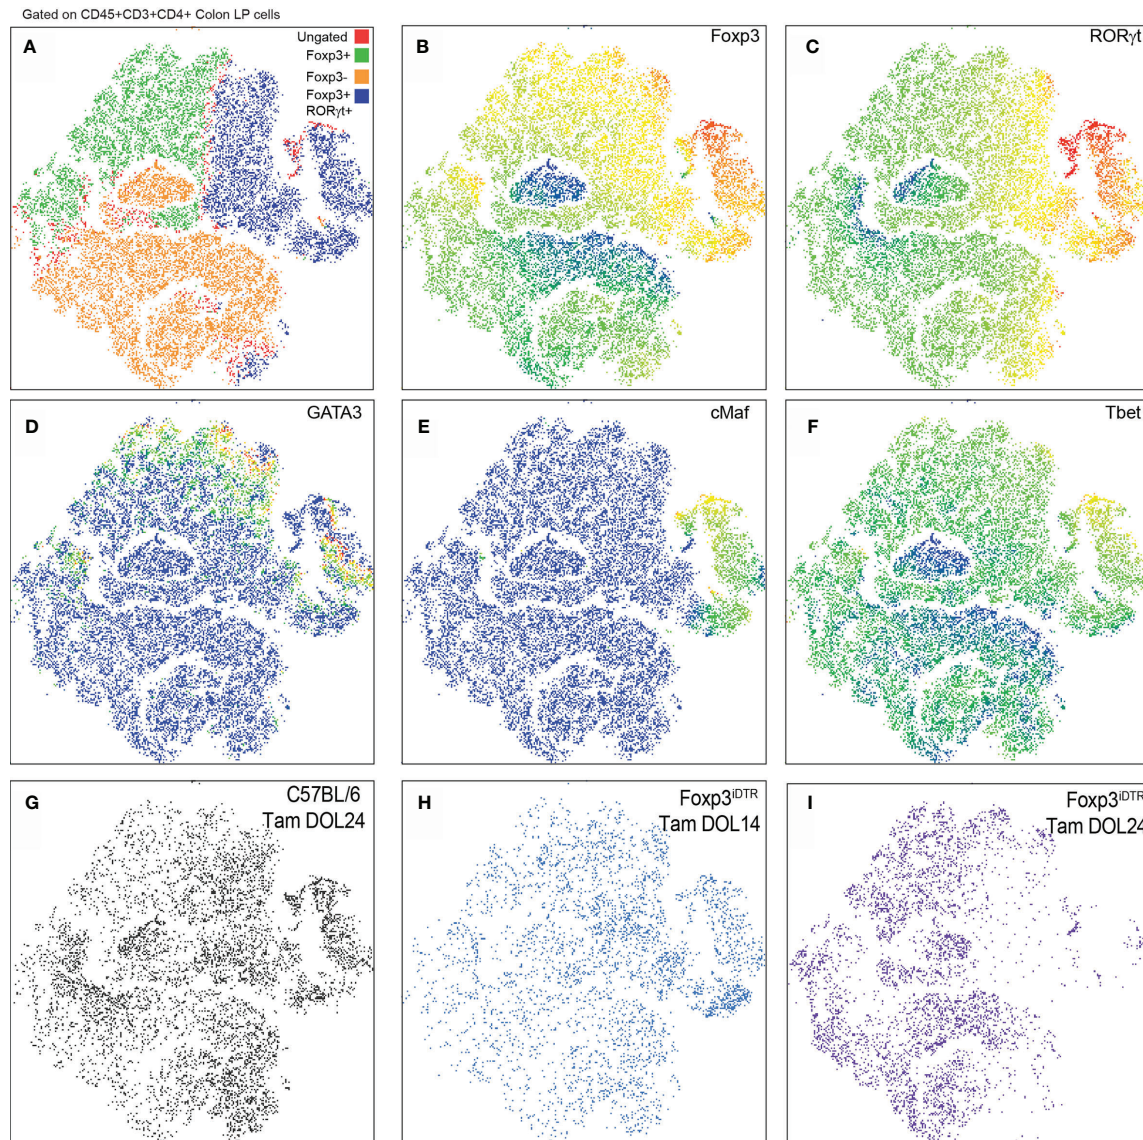 Gated on CD45+CD3+CD4+ Colon LP cells
A
Ungated
Foxp3+
Foxp3-
Foxp3+
RORγt+
B
Foxp3
C
RORγt
D
GATA3
E
cMaf
F
Tbet
G
C57BL/6
Tam DOL24
H
Foxp3iDTR
Tam DOL14
I
Foxp3iDTR
Tam DOL24